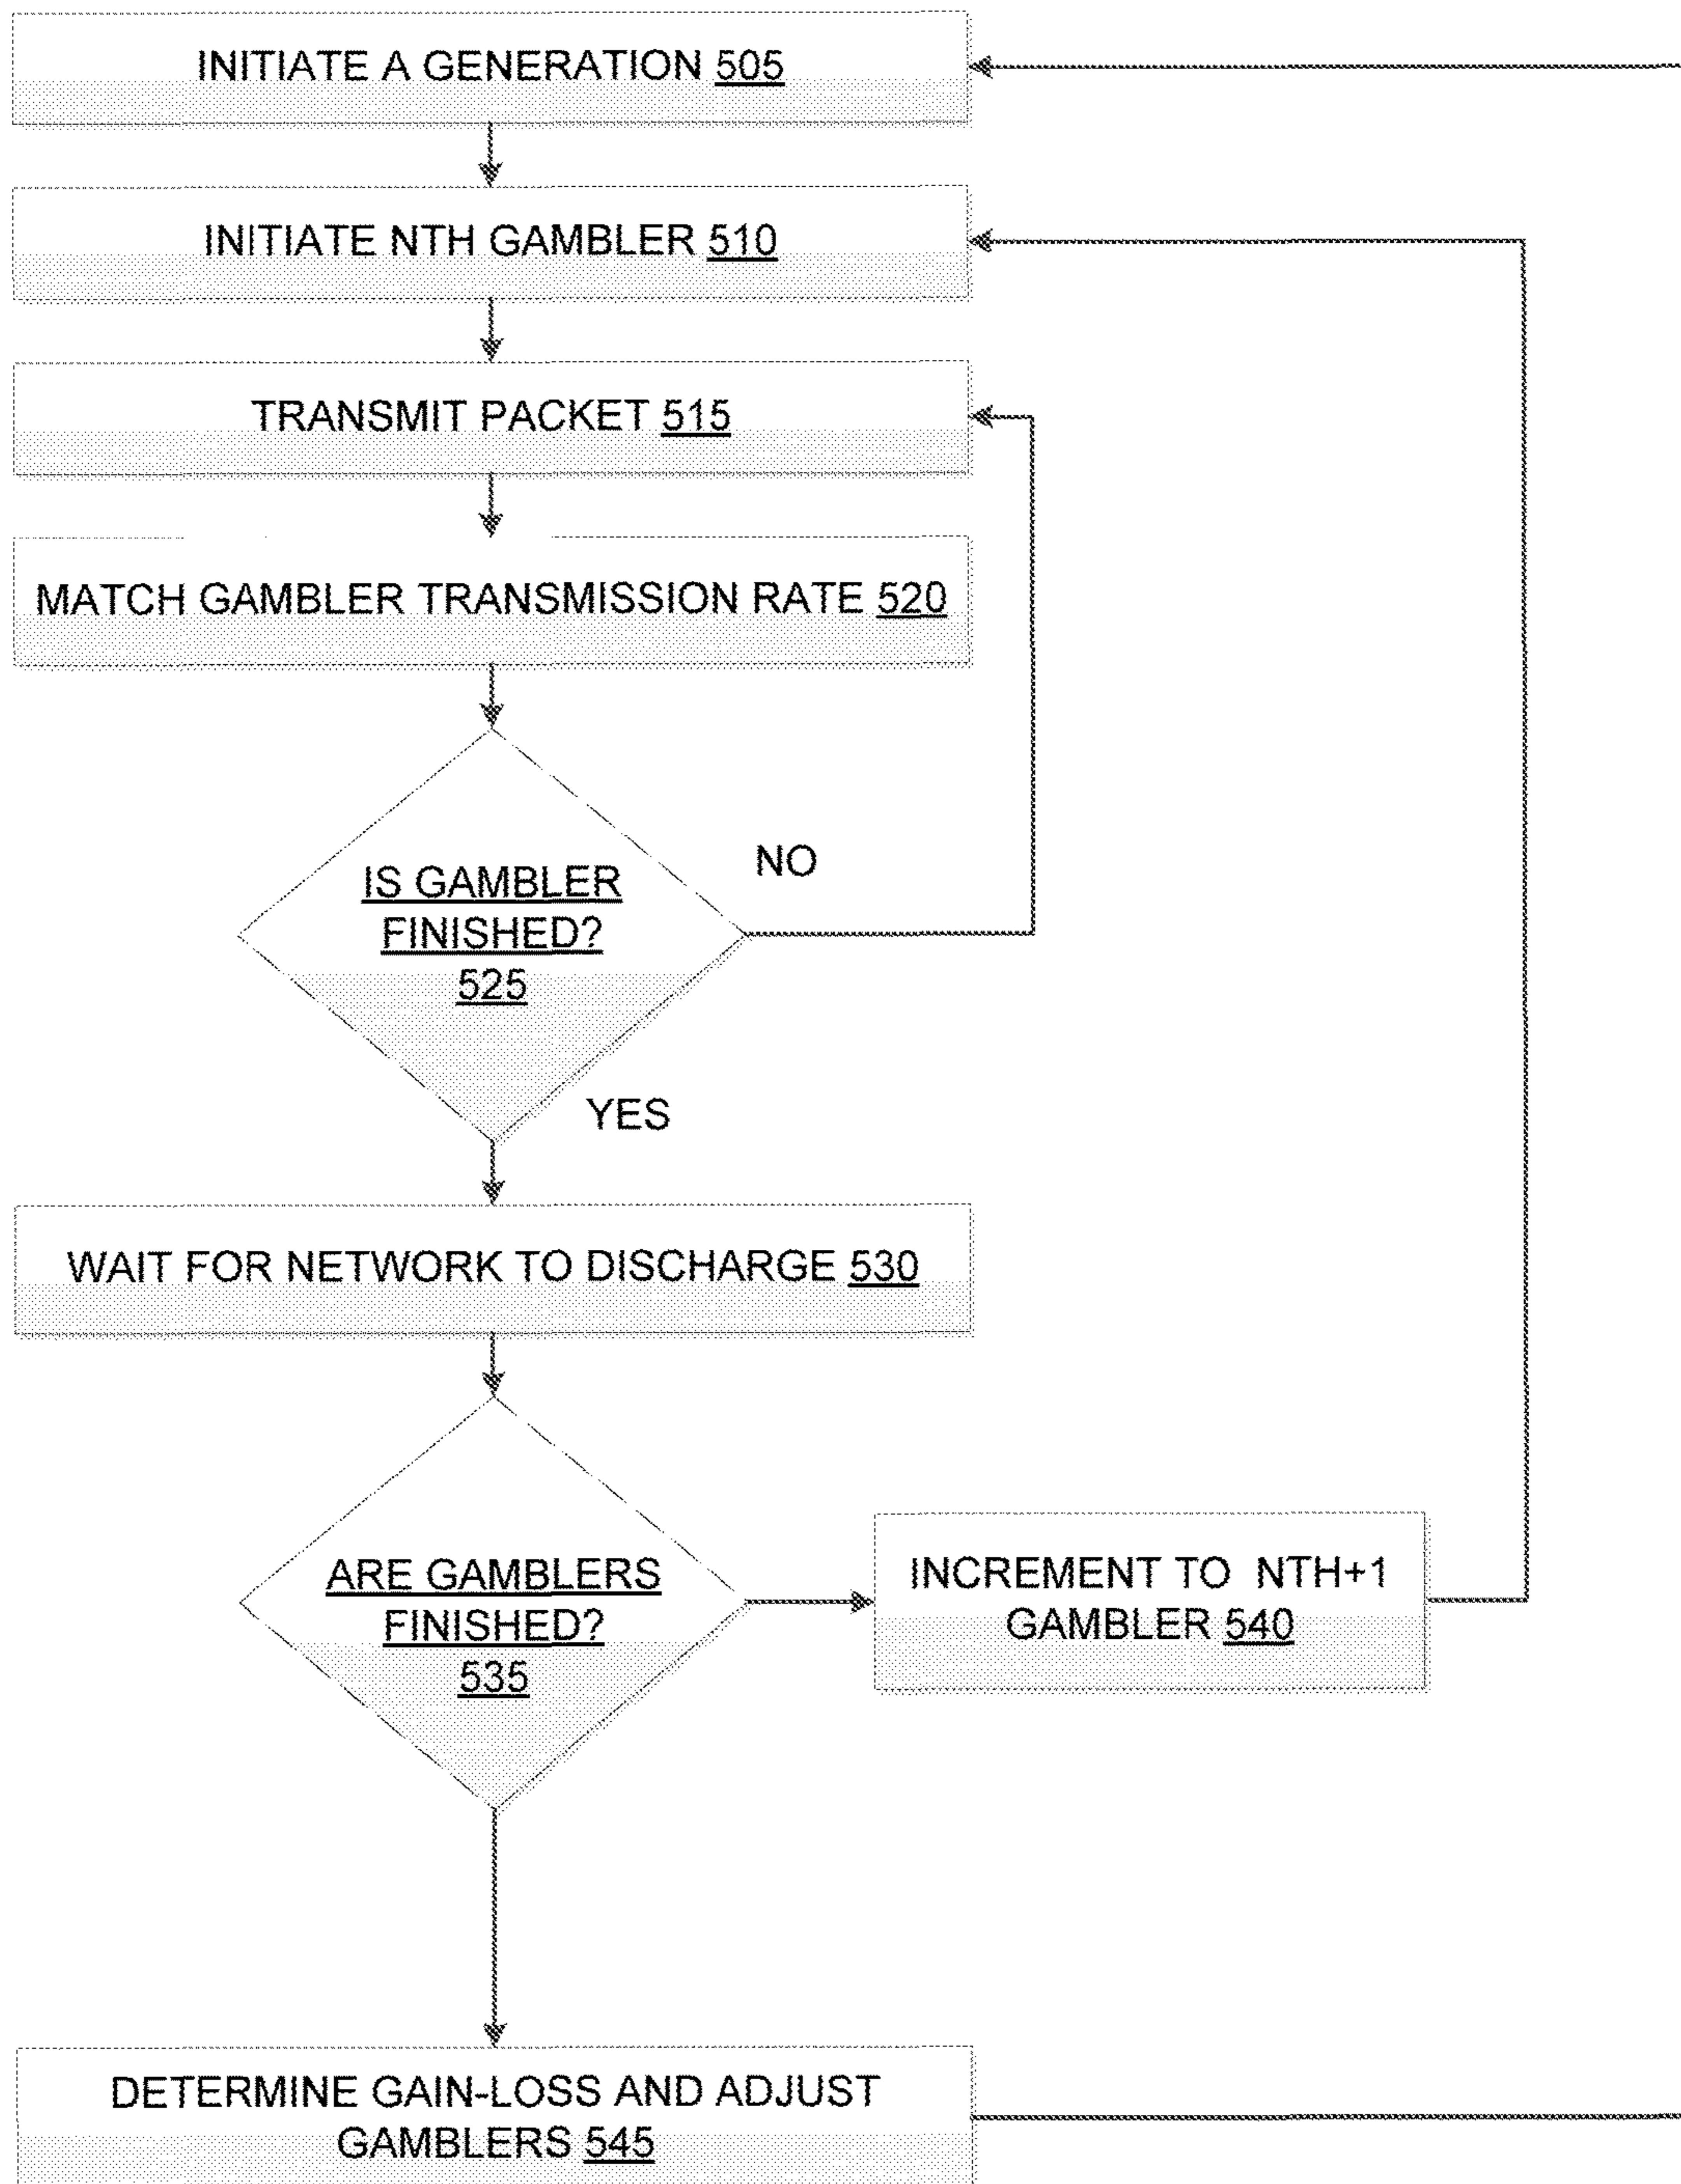 INITIATE A GENERATION 505
INITIATE NTH GAMBLER 510
TRANSMIT PACKET 515
MATCH GAMBLER TRANSMISSION RATE 520
IS GAMBLER
FINISHED?
525
NO
YES
WAIT FOR NETWORK TO DISCHARGE 530
ARE GAMBLERS
FINISHED?
535
INCREMENT TO NTH+1
GAMBLER 540
DETERMINE GAIN-LOSS AND ADJUST
GAMBLERS 545